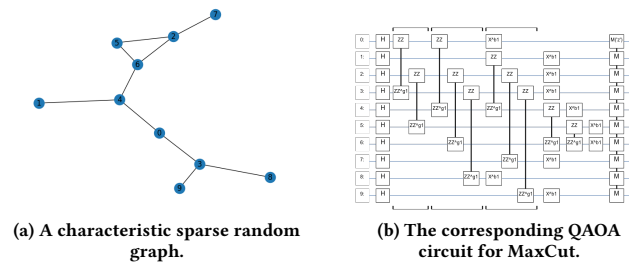 7
5
2
6
1
4
0
3
8
9
(a) A characteristic sparse random
graph.
0: H ZZ ZZ X^b1 M('z')
1: H ZZ X^b1 M
2: H ZZ ZZ ZZ X^b1 M
3: H ZZ^g1 ZZ ZZ X^b1 M
4: H ZZ^g1 ZZ^g1 ZZ X^b1 M
5: H ZZ^g1 ZZ X^b1 M
6: H ZZ^g1 ZZ^g1 ZZ^g1 X^b1 M
7: H ZZ^g1 X^b1 M
8: H ZZ^g1 X^b1 M
9: H ZZ^g1 X^b1 M
(b) The corresponding QAOA
circuit for MaxCut.